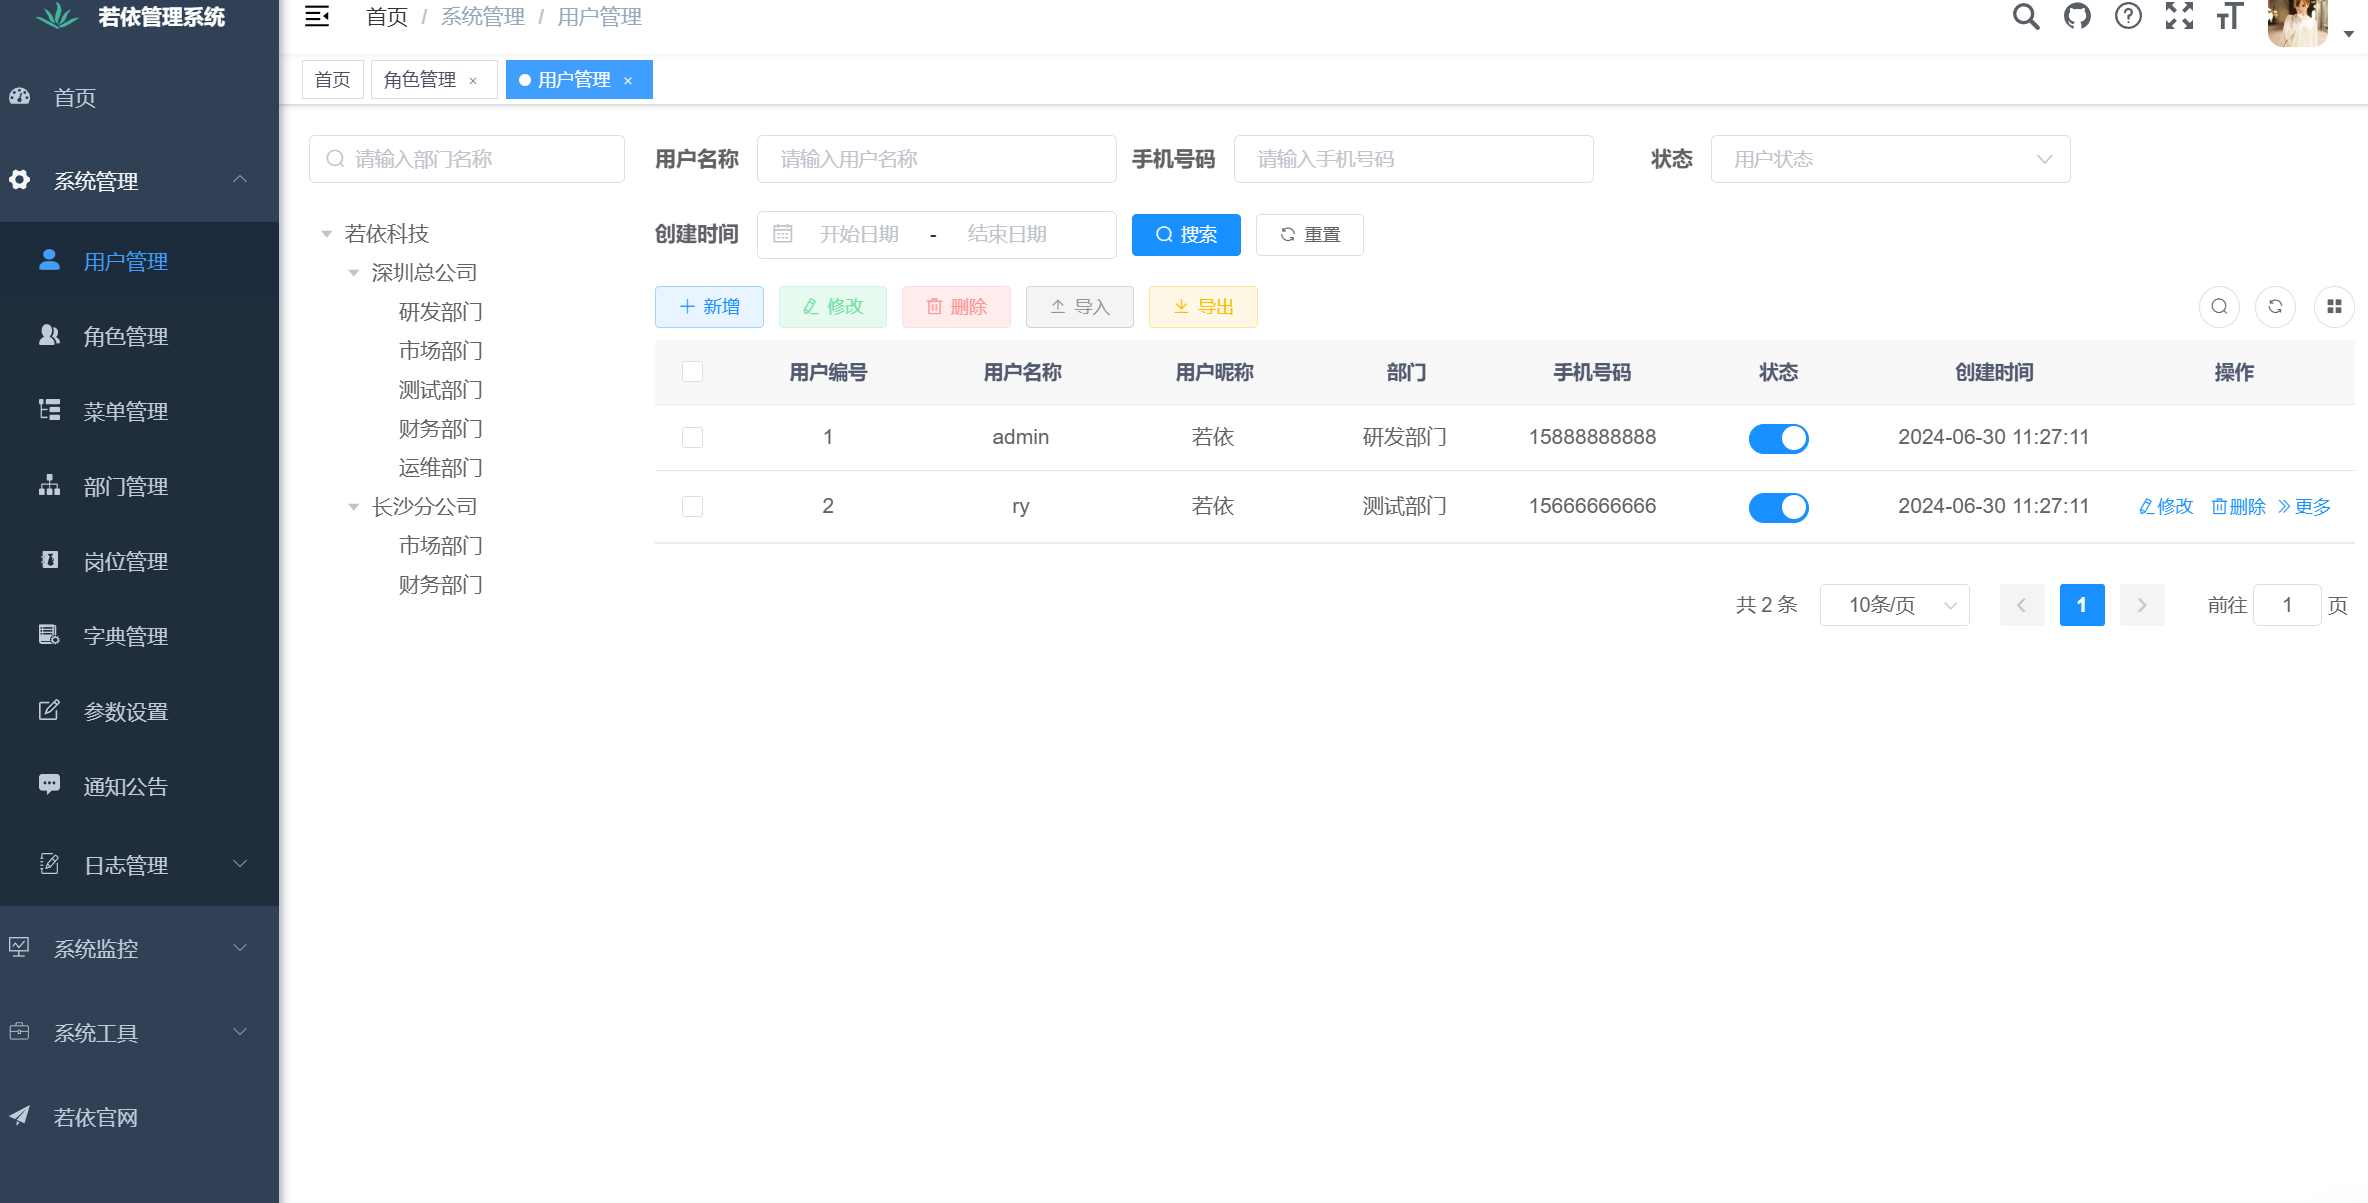 若依管理系统
首页 / 系统管理 / 用户管理
首页
角色管理 ×
用户管理 ×
首页
系统管理
用户管理
角色管理
菜单管理
部门管理
岗位管理
字典管理
参数设置
通知公告
日志管理
系统监控
系统工具
若依官网
请输入部门名称
若依科技
深圳总公司
研发部门
市场部门
测试部门
财务部门
运维部门
长沙分公司
市场部门
财务部门
用户名称 请输入用户名称 手机号码 请输入手机号码 状态 用户状态
创建时间 开始日期 - 结束日期 搜索 重置
新增 修改 删除 导入 导出
用户编号 用户名称 用户昵称 部门 手机号码 状态 创建时间 操作
1 admin 若依 研发部门 15888888888 2024-06-30 11:27:11
2 ry 若依 测试部门 15666666666 2024-06-30 11:27:11 修改 删除 更多
共 2 条 10条/页 1 前往 1 页